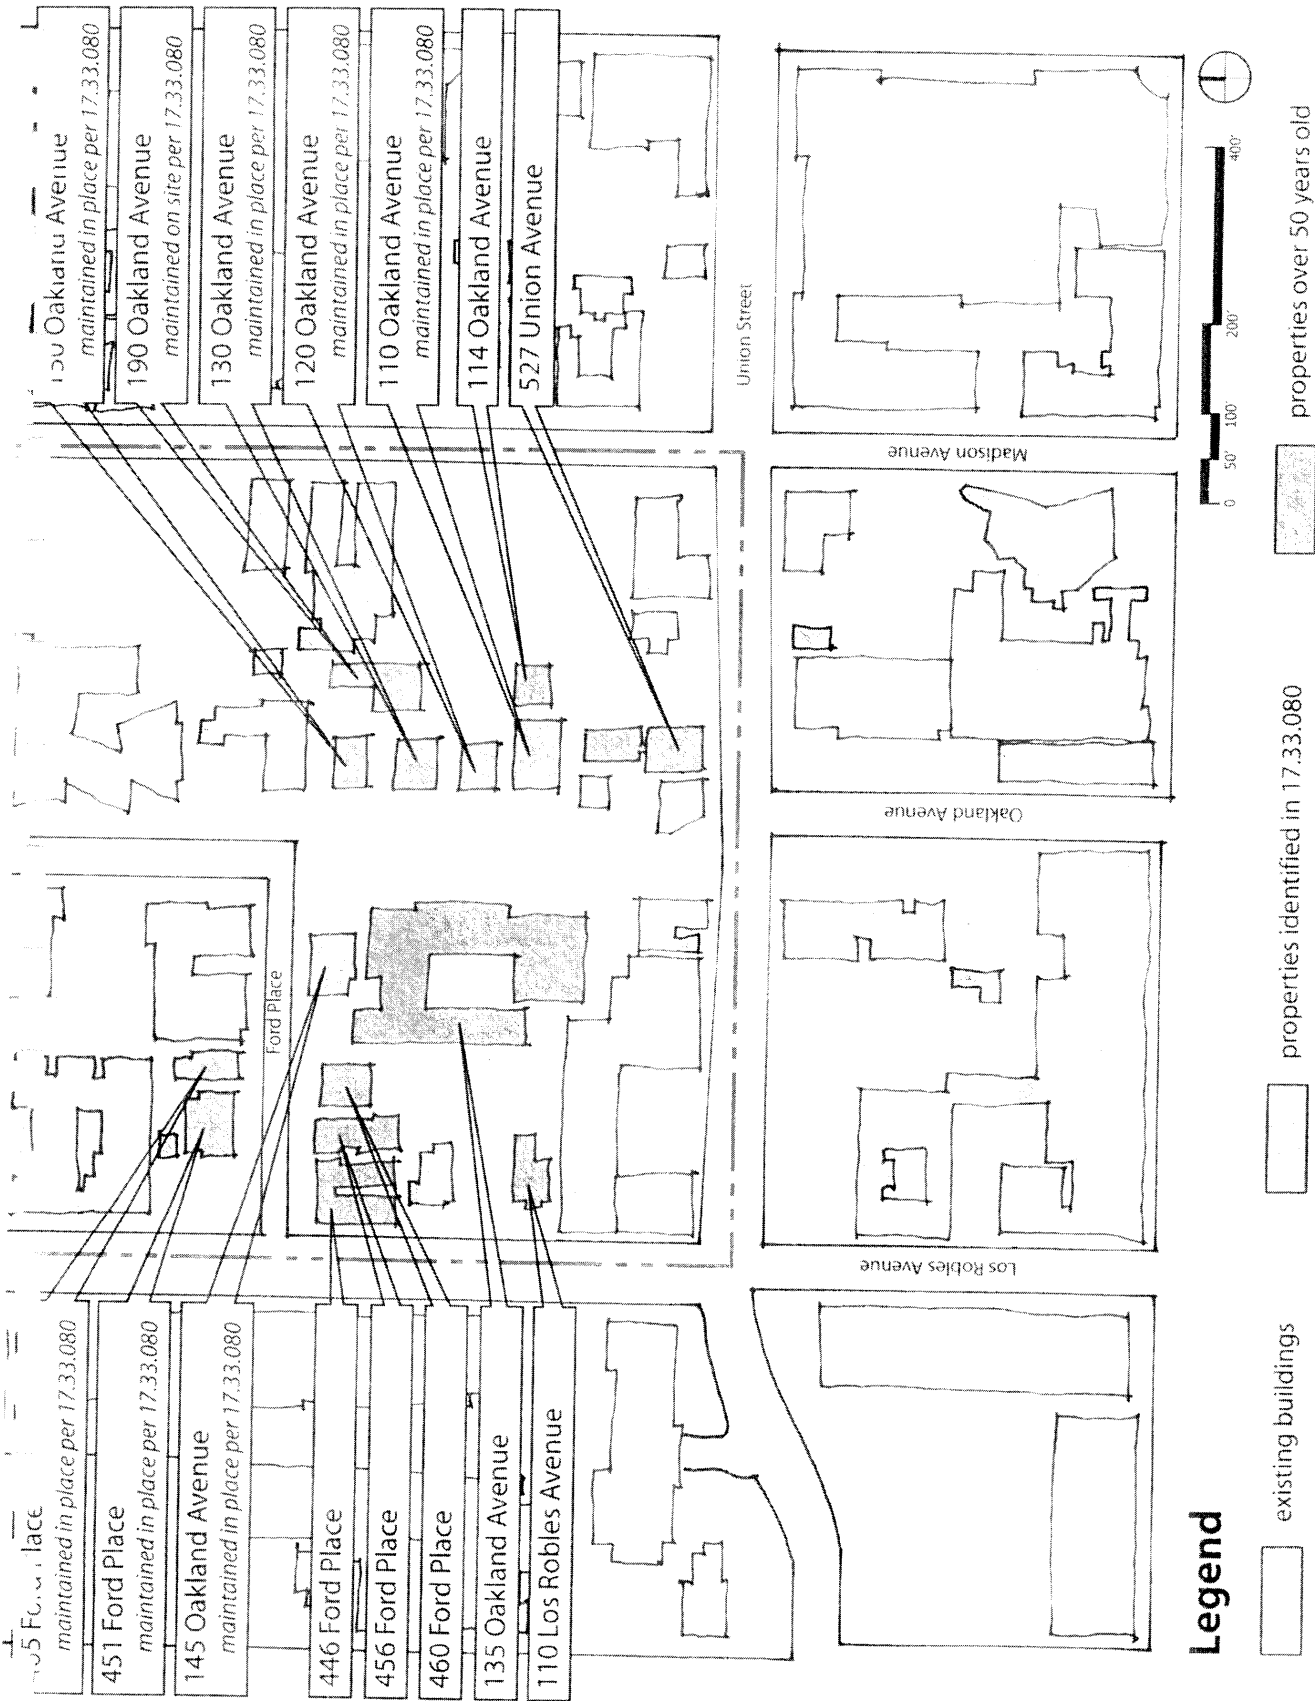 maintained in place per 17.33.080
451 Ford Place
maintained in place per 17.33.080
145 Oakland Avenue
maintained in place per 17.33.080
446 Ford Place
456 Ford Place
460 Ford Place
135 Oakland Avenue
110 Los Robles Avenue
Oakland Avenue
maintained in place per 17.33.080
190 Oakland Avenue
maintained on site per 17.33.080
130 Oakland Avenue
maintained in place per 17.33.080
120 Oakland Avenue
maintained in place per 17.33.080
110 Oakland Avenue
maintained in place per 17.33.080
114 Oakland Avenue
527 Union Avenue
Ford Place
Union Street
Los Robles Avenue
Oakland Avenue
Madison Avenue
0 50' 100' 200' 400'
Legend
existing buildings
properties identified in 17.33.080
properties over 50 years old